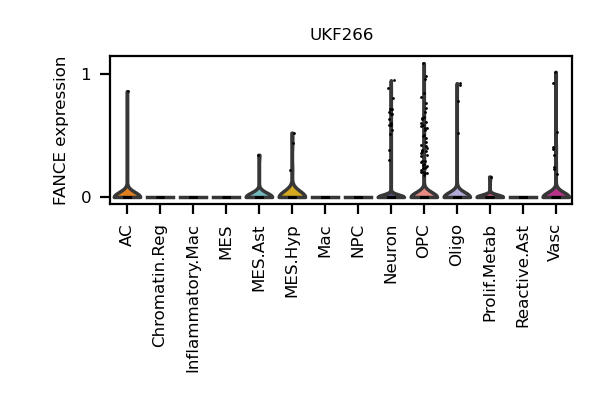 UKF266
FANCE expression
1
0
AC
Chromatin.Reg
Inflammatory.Mac
MES
MES.Ast
MES.Hyp
Mac
NPC
Neuron
OPC
Oligo
Prolif.Metab
Reactive.Ast
Vasc